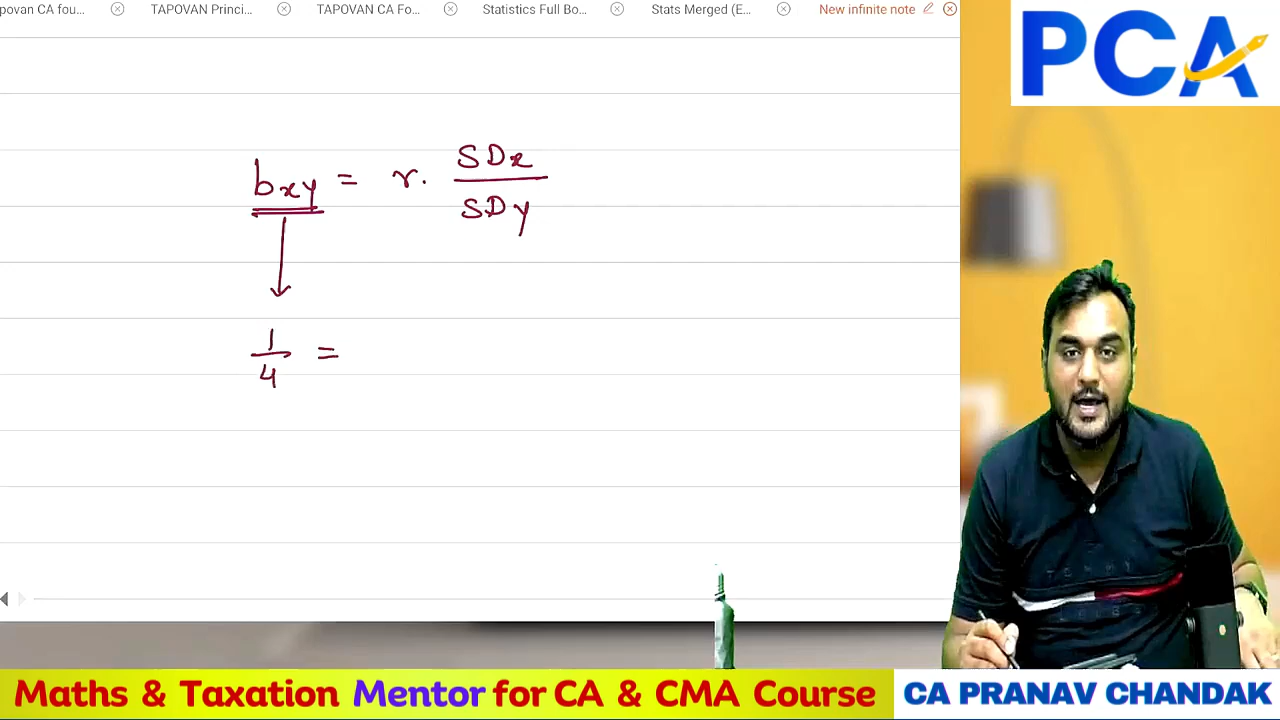 povan CA fou...
TAPOVAN Princi...
TAPOVAN CA Fo...
Statistics Full Bo...
Stats Merged (E...
New infinite note
PCA
bxy = r. SDx / SDy
1/4 =
Maths & Taxation Mentor for CA & CMA Course
CA PRANAV CHANDAK